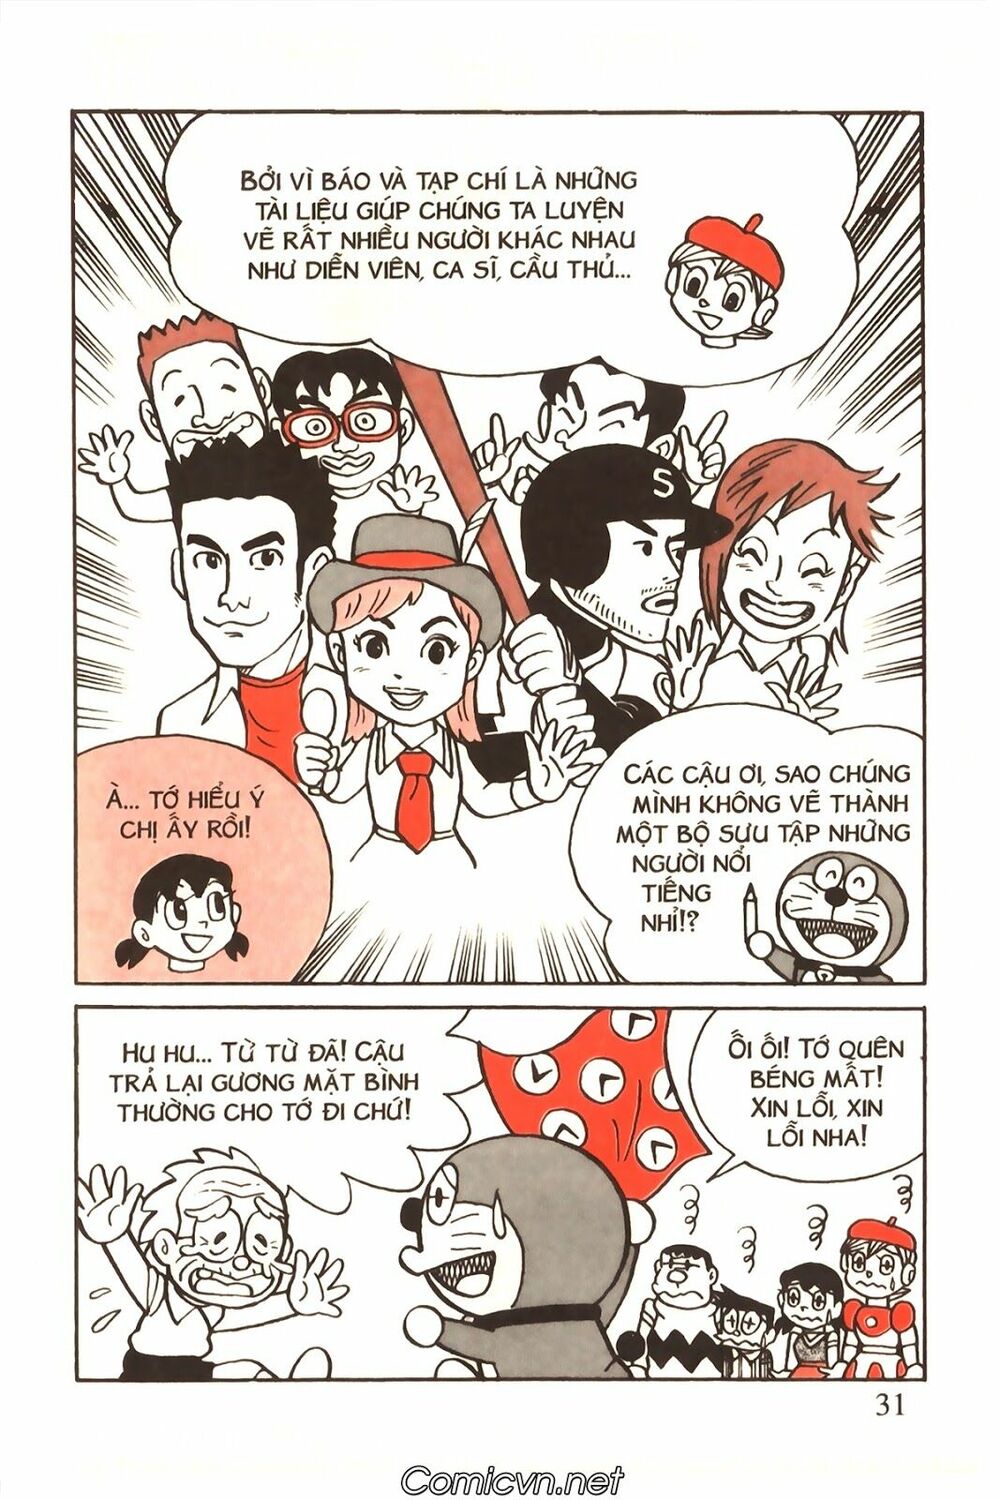 BỞI VÌ BÁO VÀ TẠP CHÍ LÀ NHỮNG
TÀI LIỆU GIÚP CHÚNG TA LUYỆN
VẼ RẤT NHIỀU NGƯỜI KHÁC NHAU
NHƯ DIỄN VIÊN, CA SĨ, CẦU THỦ...
S
À... TỚ HIỂU Ý
CHỊ ẤY RỒI!
CÁC CẬU ƠI, SAO CHÚNG
MÌNH KHÔNG VẼ THÀNH
MỘT BỘ SƯU TẬP NHỮNG
NGƯỜI NỔI
TIẾNG
NHỈ!?
HU HU... TỪ TỪ ĐÃ! CẬU
TRẢ LẠI GƯƠNG MẶT BÌNH
THƯỜNG CHO TỚ ĐI CHỨ!
ỐI ỐI! TỚ QUÊN
BÉNG MẤT!
XIN LỖI, XIN
LỖI NHA!
31
Comicvn.net